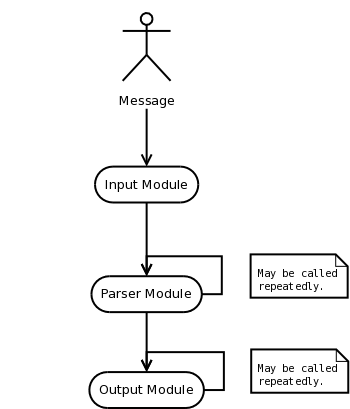 Message
Input Module
May be called
repeatedly.
Parser Module
May be called
repeatedly.
Output Module